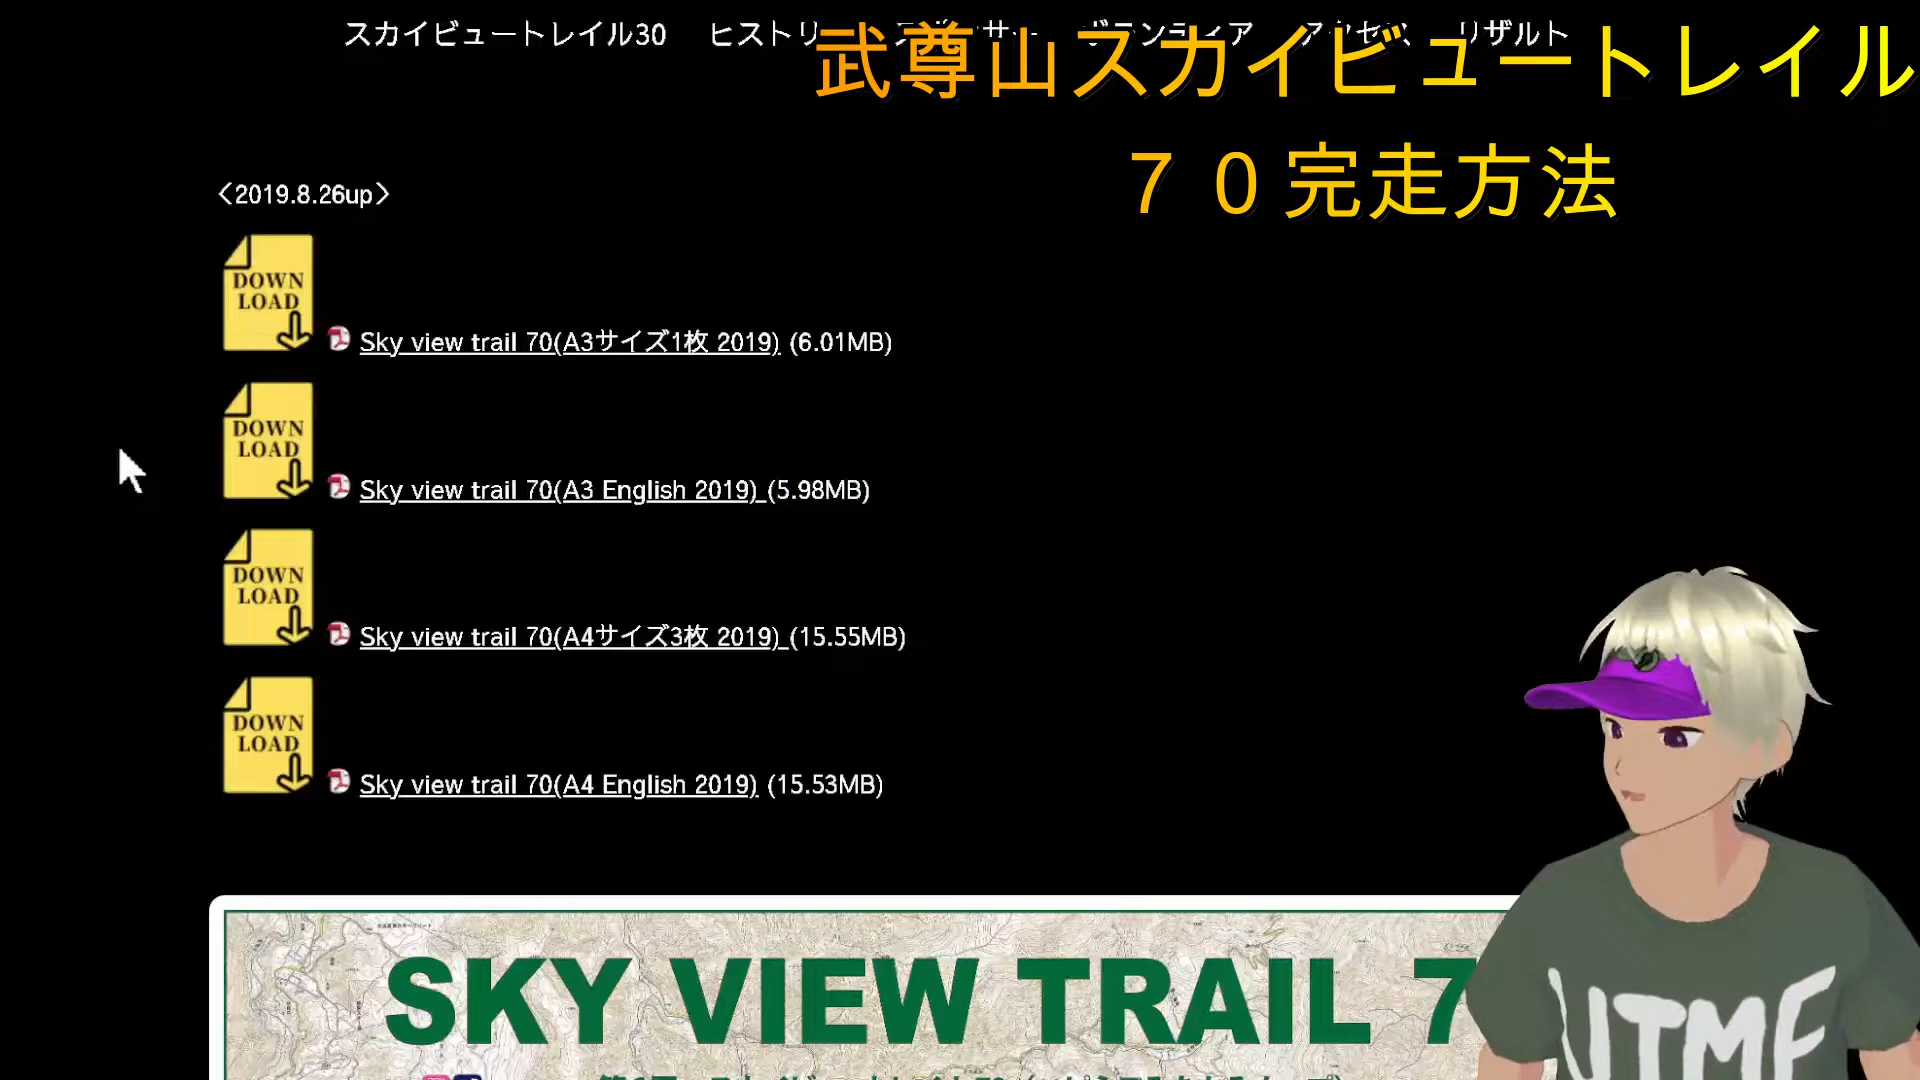 スカイビュートレイル30 ヒストリー リザルト
武尊山スカイビュートレイル
７０完走方法
<2019.8.26up>
DOWN
LOAD
Sky view trail 70(A3サイズ1枚 2019) (6.01MB)
DOWN
LOAD
Sky view trail 70(A3 English 2019) (5.98MB)
DOWN
LOAD
Sky view trail 70(A4サイズ3枚 2019) (15.55MB)
DOWN
LOAD
Sky view trail 70(A4 English 2019) (15.53MB)
SKY VIEW TRAIL 7
UTMF